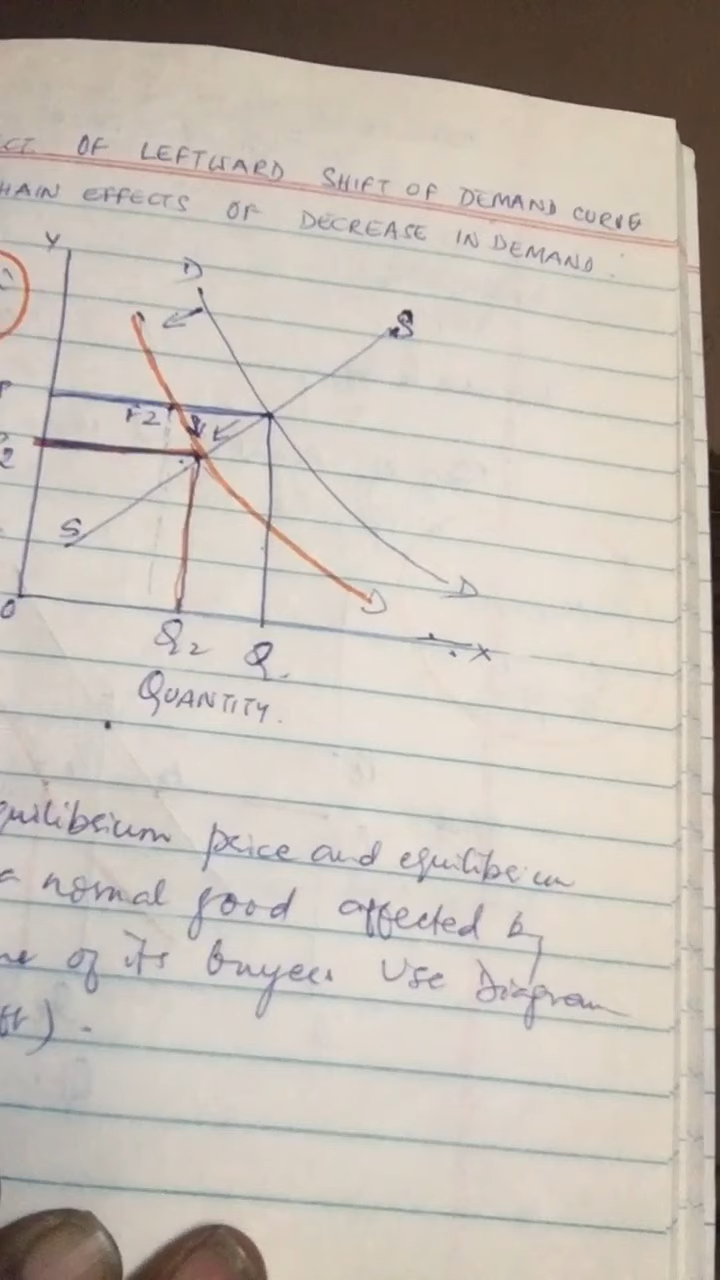 OF LEFTWARD SHIFT OF DEMAND CURVE
EFFECTS OF DECREASE IN DEMAND.
Y
D
S
P2
S
D
D
O
Q2 Q
X
QUANTITY.
price and equilibrium
a normal good affected by
of its buyers Use Diagram